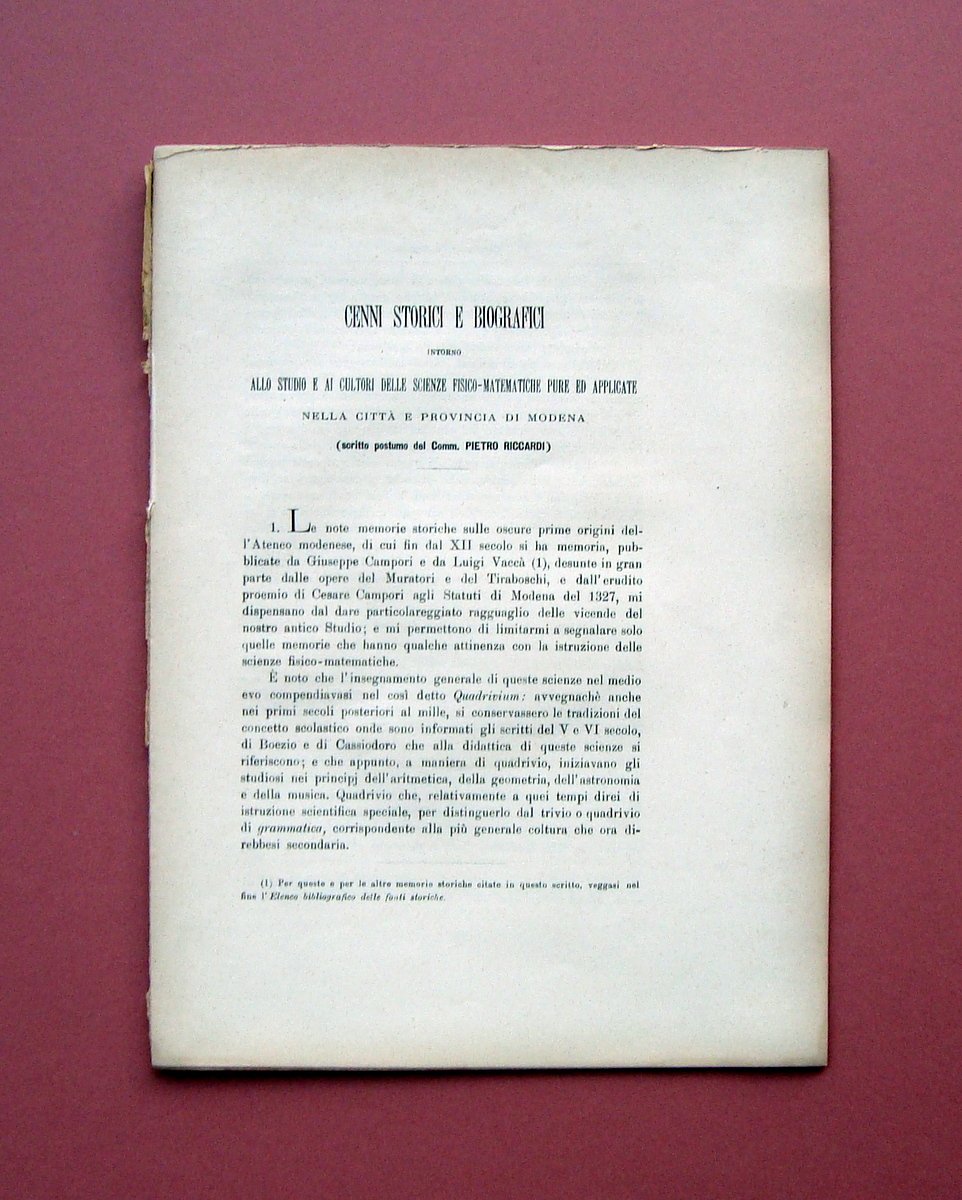 CENNI STORICI E BIOGRAFICI
INTORNO
ALLO STUDIO E AI CULTORI DELLE SCIENZE FISICO-MATEMATICHE PURE ED APPLICATE
NELLA CITTÀ E PROVINCIA DI MODENA
(scritto postumo del Comm. PIETRO RICCARDI)
1. Le note memorie storiche sulle oscure prime origini del-
l'Ateneo modenese, di cui fin dal XII secolo si ha memoria, pub-
blicate da Giuseppe Campori e da Luigi Vaccà (1), desunte in gran
parte dalle opere del Muratori e del Tiraboschi, e dall'erudito
proemio di Cesare Campori agli Statuti di Modena del 1327, mi
dispensano dal dare particolareggiato ragguaglio delle vicende del
nostro antico Studio; e mi permettono di limitarmi a segnalare solo
quelle memorie che hanno qualche attinenza con la istruzione delle
scienze fisico-matematiche.
È noto che l'insegnamento generale di queste scienze nel medio
evo compendiavasi nel così detto Quadrivium: avvegnachè anche
nei primi secoli posteriori al mille, si conservassero le tradizioni del
concetto scolastico onde sono informati gli scritti del V e VI secolo,
di Boezio e di Cassiodoro che alla didattica di queste scienze si
riferiscono; e che appunto, a maniera di quadrivio, iniziavano gli
studiosi nei principj dell'aritmetica, della geometria, dell'astronomia
e della musica. Quadrivio che, relativamente a quei tempi direi di
istruzione scientifica speciale, per distinguerlo dal trivio o quadrivio
di grammatica, corrispondente alla più generale coltura che ora di-
rebbesi secondaria.
(1) Per queste e per le altre memorie storiche citate in questo scritto, veggasi nel
fine l'Elenco bibliografico delle fonti storiche.